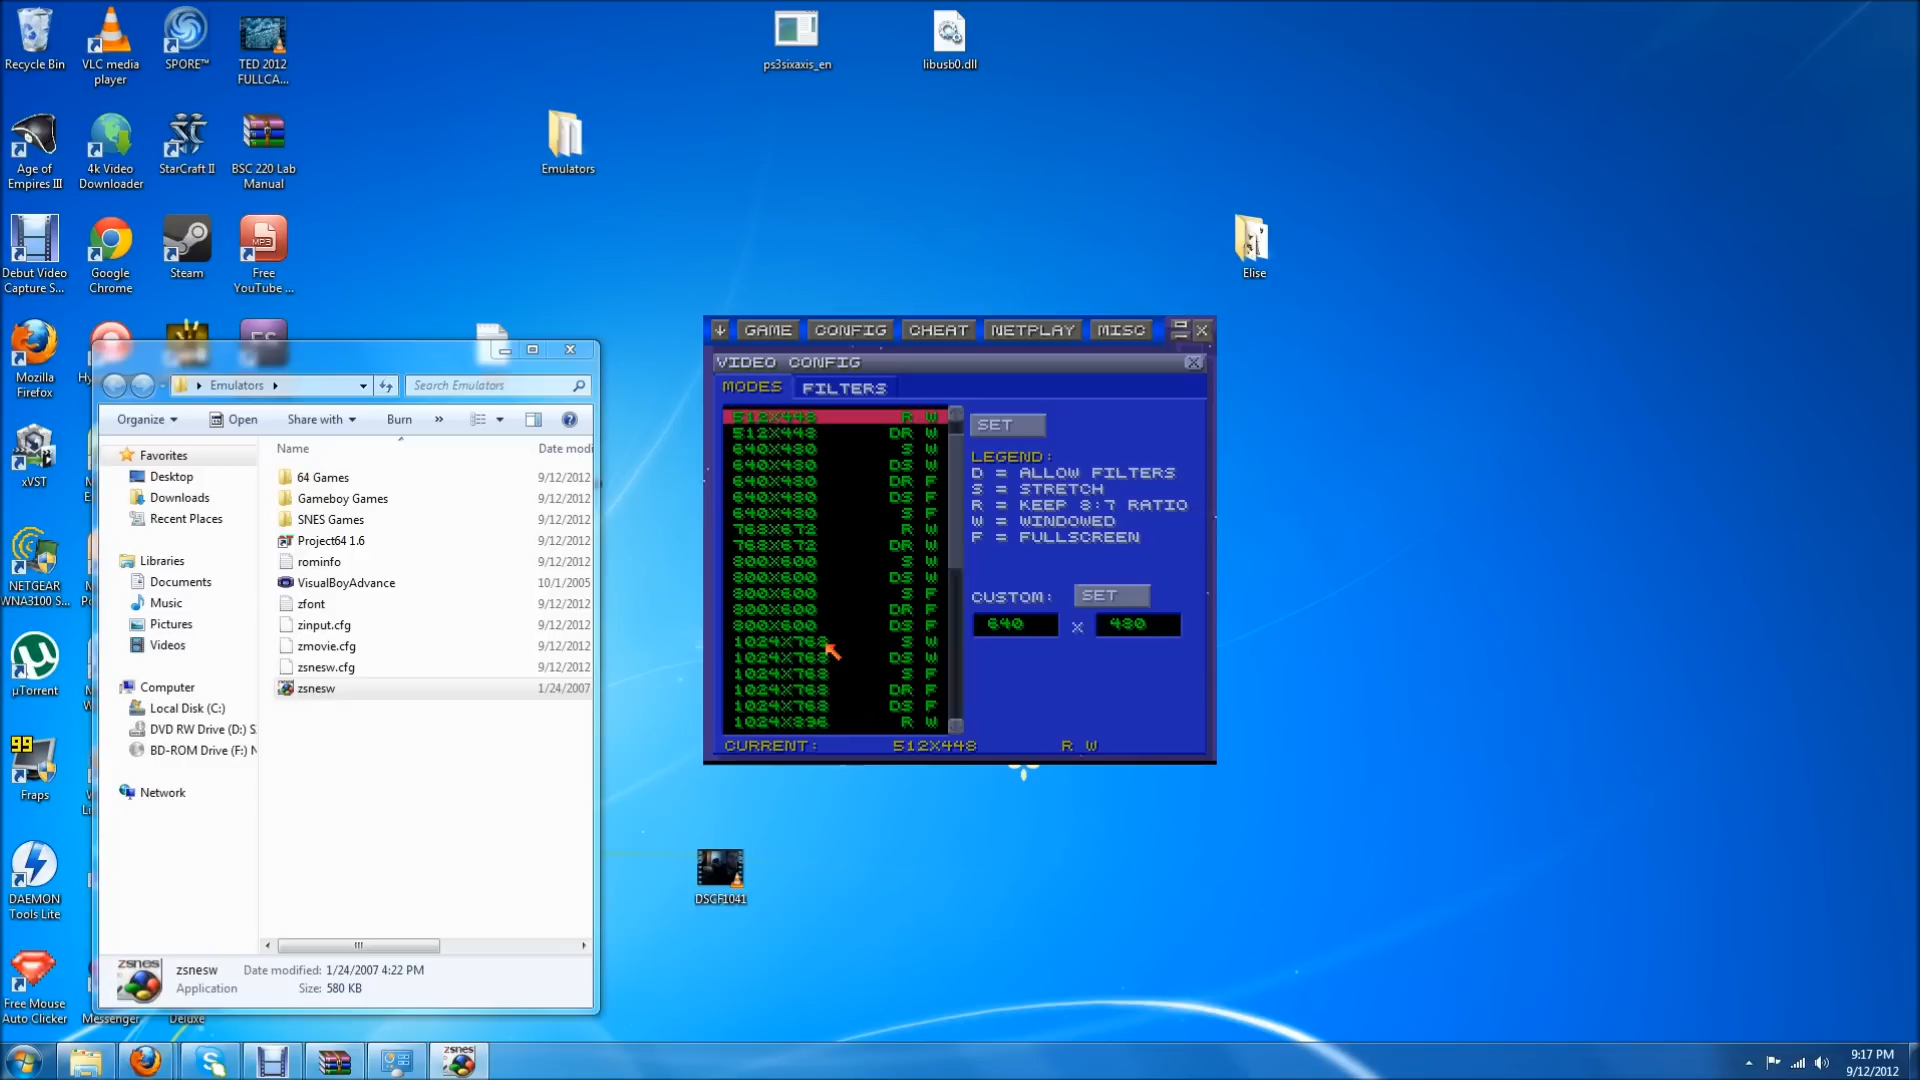 Recycle Bin
VLC media player
SPORE™
TED 2012 FULLCA...
ps3sixaxis_en
libusb0.dll
Age of Empires III
4k Video Downloader
StarCraft II
BSC 220 Lab Manual
Emulators
Debut Video Capture S...
Google Chrome
Steam
MP3
Free YouTube ...
Elise
Mozilla Firefox
xVST
NETGEAR WNA3100 S...
µTorrent
99
Fraps
DAEMON Tools Lite
Free Mouse Auto Clicker
Messenger
Deluxe
DSCF1041
Emulators
Search Emulators
Organize
Open
Share with
Burn
»
Name
Date modi
Favorites
Desktop
Downloads
Recent Places
Libraries
Documents
Music
Pictures
Videos
Computer
Local Disk (C:)
DVD RW Drive (D:) S
BD-ROM Drive (F:) N
Network
64 Games 9/12/2012
Gameboy Games 9/12/2012
SNES Games 9/12/2012
Project64 1.6 9/12/2012
rominfo 9/12/2012
VisualBoyAdvance 10/1/2005
zfont 9/12/2012
zinput.cfg 9/12/2012
zmovie.cfg 9/12/2012
zsnesw.cfg 9/12/2012
zsnesw 1/24/2007
zsnes
zsnesw Date modified: 1/24/2007 4:22 PM
Application Size: 580 KB
GAME CONFIG CHEAT NETPLAY MISC
VIDEO CONFIG
MODES FILTERS
512X448 R W
512X448 DR W
640X480 S W
640X480 DS W
640X480 DR F
640X480 DS F
640X480 S F
768X672 R W
768X672 DR W
800X600 S W
800X600 DS W
800X600 S F
800X600 DR F
800X600 DS F
1024X768 S W
1024X768 DS W
1024X768 S F
1024X768 DR F
1024X768 DS F
1024X896 R W
CURRENT: 512X448 R W
SET
LEGEND:
D = ALLOW FILTERS
S = STRETCH
R = KEEP 8:7 RATIO
W = WINDOWED
F = FULLSCREEN
CUSTOM: SET
640 X 480
zsnes
9:17 PM
9/12/2012